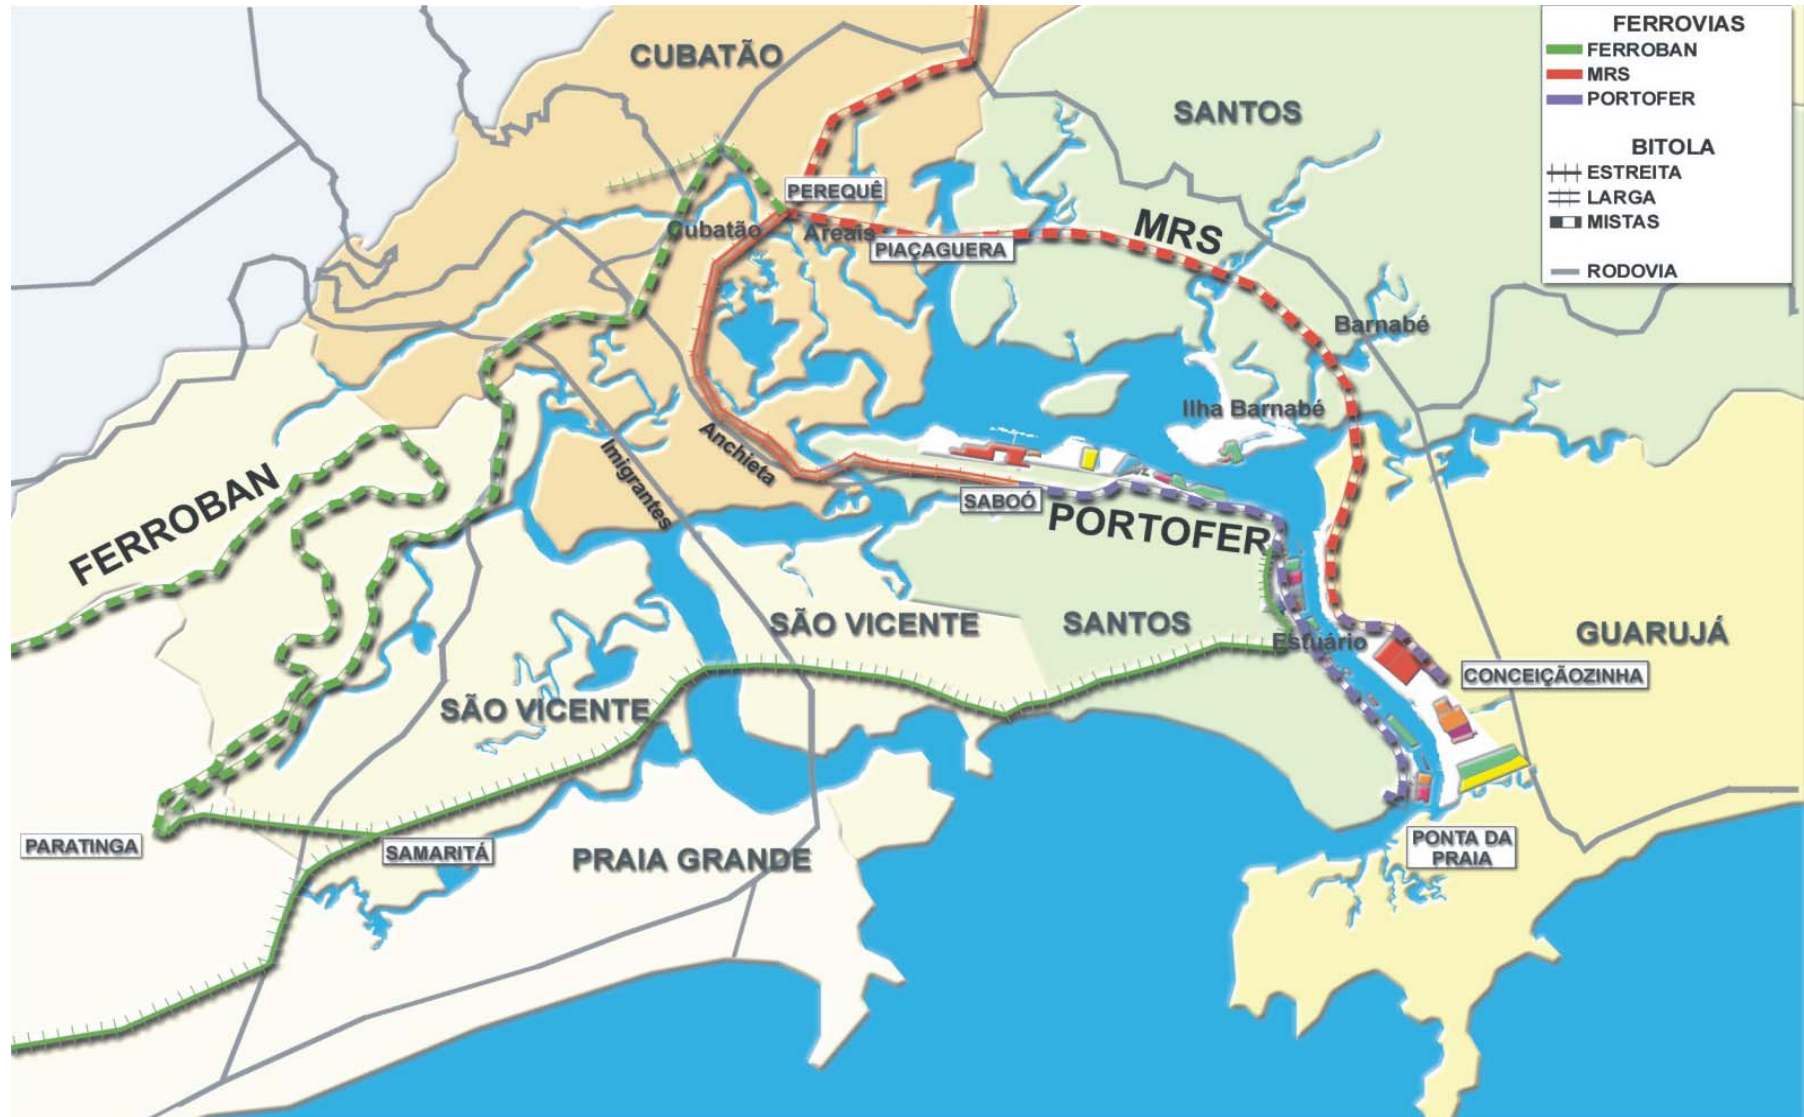 FERROVIAS
FERROBAN
MRS
PORTOFER
BITOLA
ESTREITA
LARGA
MISTAS
RODOVIA
CUBATÃO
SANTOS
PEREQUÊ
Cubatão
Areais
PIAÇAGUERA
MRS
Barnabé
Ilha Barnabé
Anchieta
Imigrantes
FERROBAN
SABOÓ
PORTOFER
SÃO VICENTE
SANTOS
Estuário
GUARUJÁ
CONCEIÇÃOZINHA
SÃO VICENTE
PARATINGA
SAMARITÁ
PRAIA GRANDE
PONTA DA
PRAIA